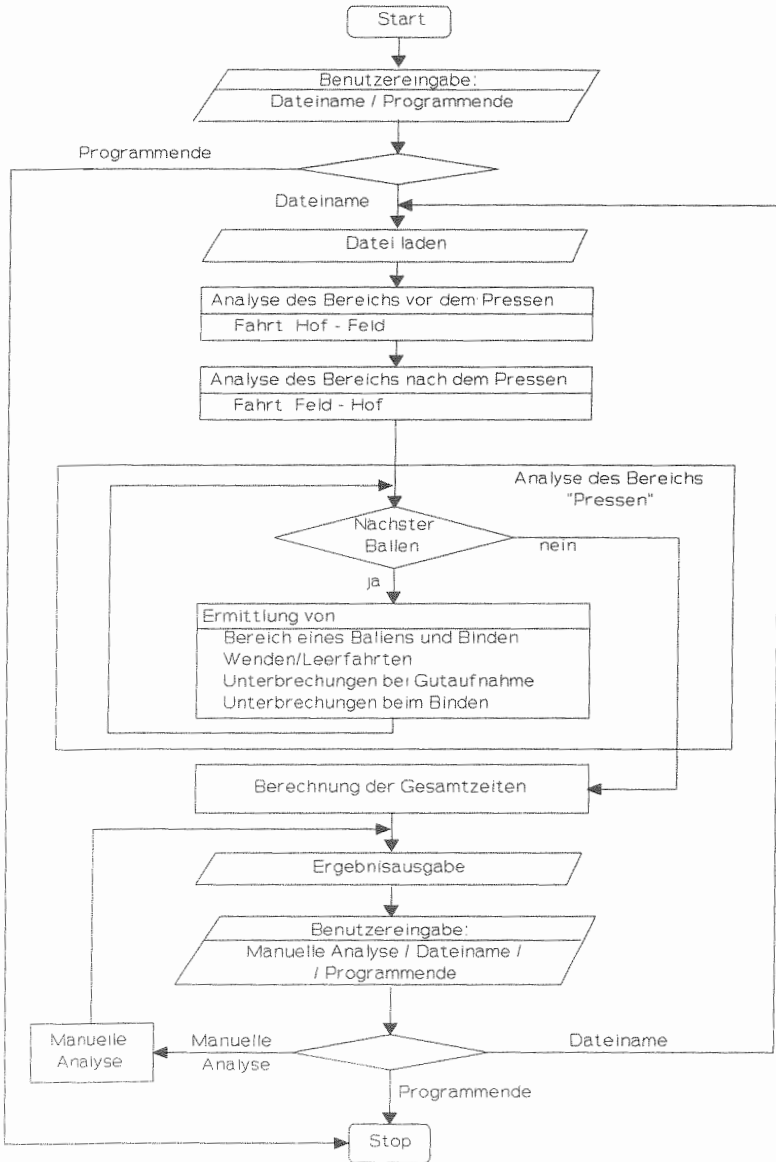 Start
Benutzereingabe:
Dateiname / Programmende
Programmende
Dateiname
Datei laden
Analyse des Bereichs vor dem Pressen
Fahrt Hof - Feld
Analyse des Bereichs nach dem Pressen
Fahrt Feld - Hof
Analyse des Bereichs
"Pressen"
Nächster
Ballen
nein
ja
Ermittlung von
Bereich eines Ballens und Binden
Wenden/Leerfahrten
Unterbrechungen bei Gutaufnahme
Unterbrechungen beim Binden
Berechnung der Gesamtzeiten
Ergebnisausgabe
Benutzereingabe:
Manuelle Analyse / Dateiname /
/ Programmende
Manuelle
Analyse
Manuelle
Analyse
Dateiname
Programmende
Stop